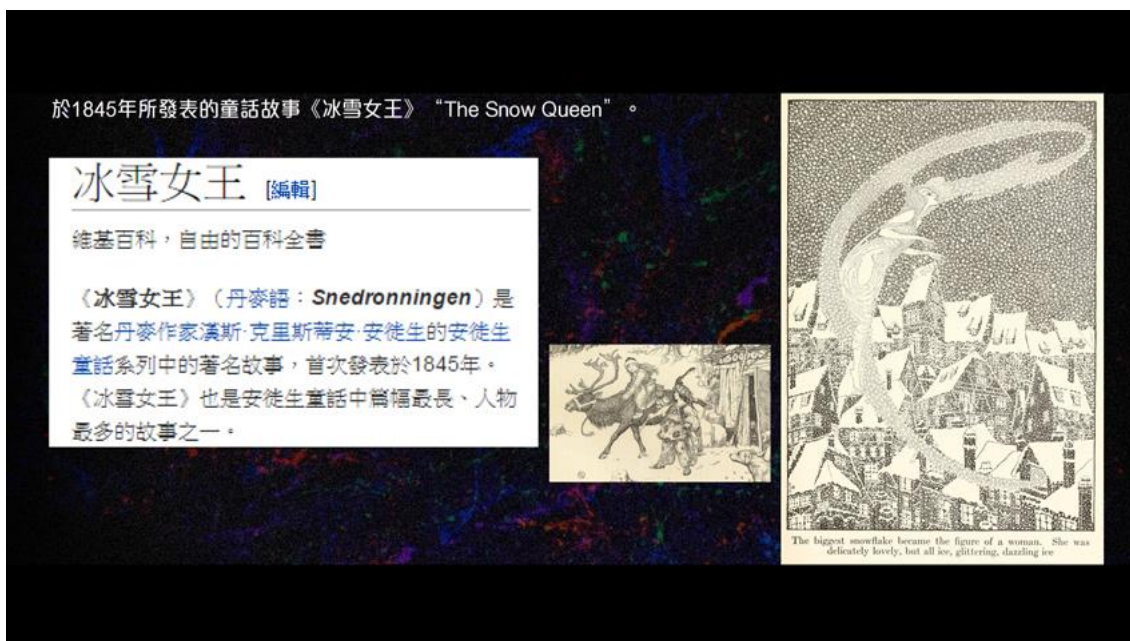 於1845年所發表的童話故事《冰雪女王》“The Snow Queen”。
冰雪女王 [編輯]
維基百科，自由的百科全書
《冰雪女王》（丹麥語：Snedronningen）是
著名丹麥作家漢斯·克里斯蒂安·安徒生的安徒生
童話系列中的著名故事，首次發表於1845年。
《冰雪女王》也是安徒生童話中篇幅最長、人物
最多的故事之一。
The biggest snowflake became the figure of a woman. She was
delicately lovely, but all ice, glittering, dazzling ice